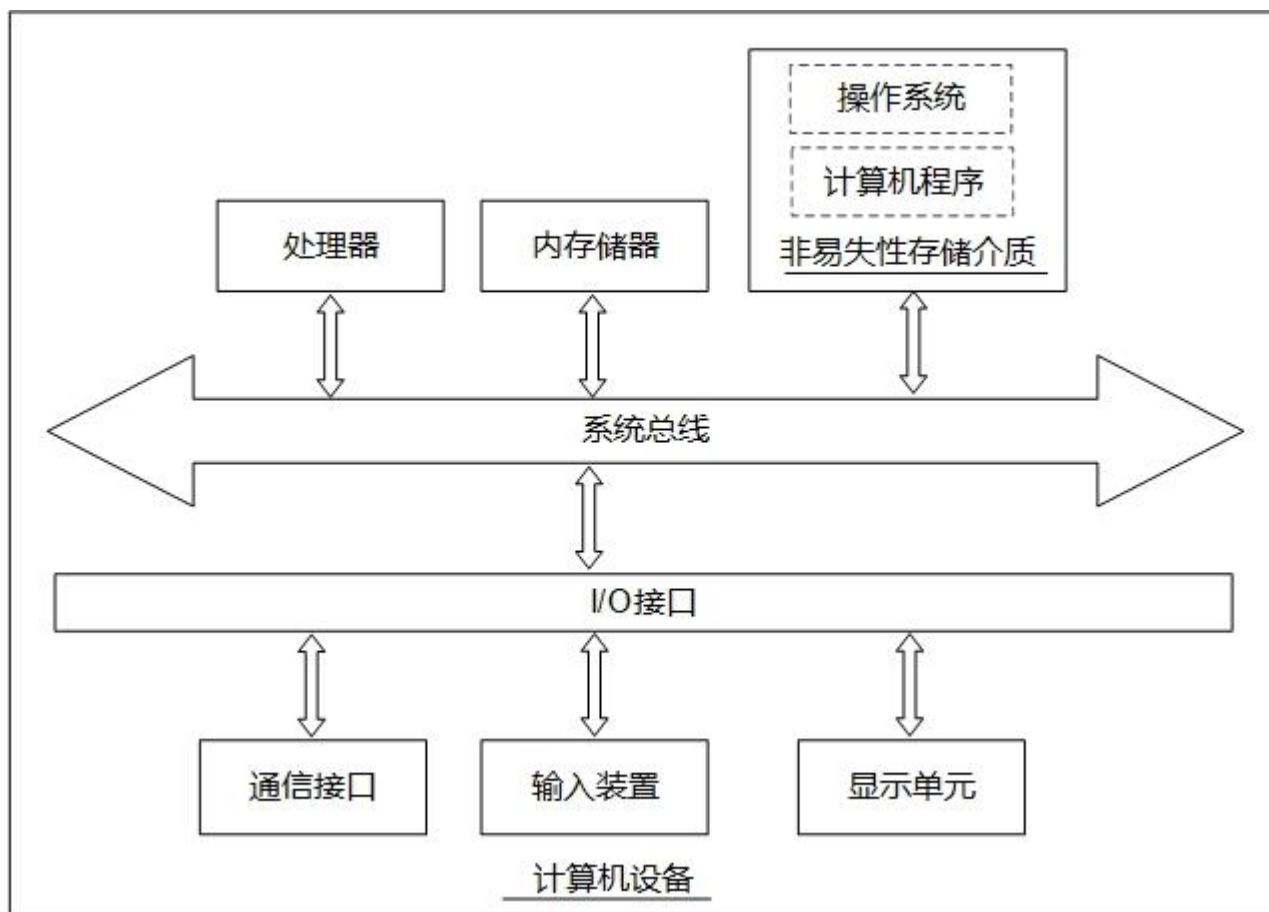 操作系统
计算机程序
非易失性存储介质
处理器
内存储器
系统总线
I/O接口
通信接口
输入装置
显示单元
计算机设备